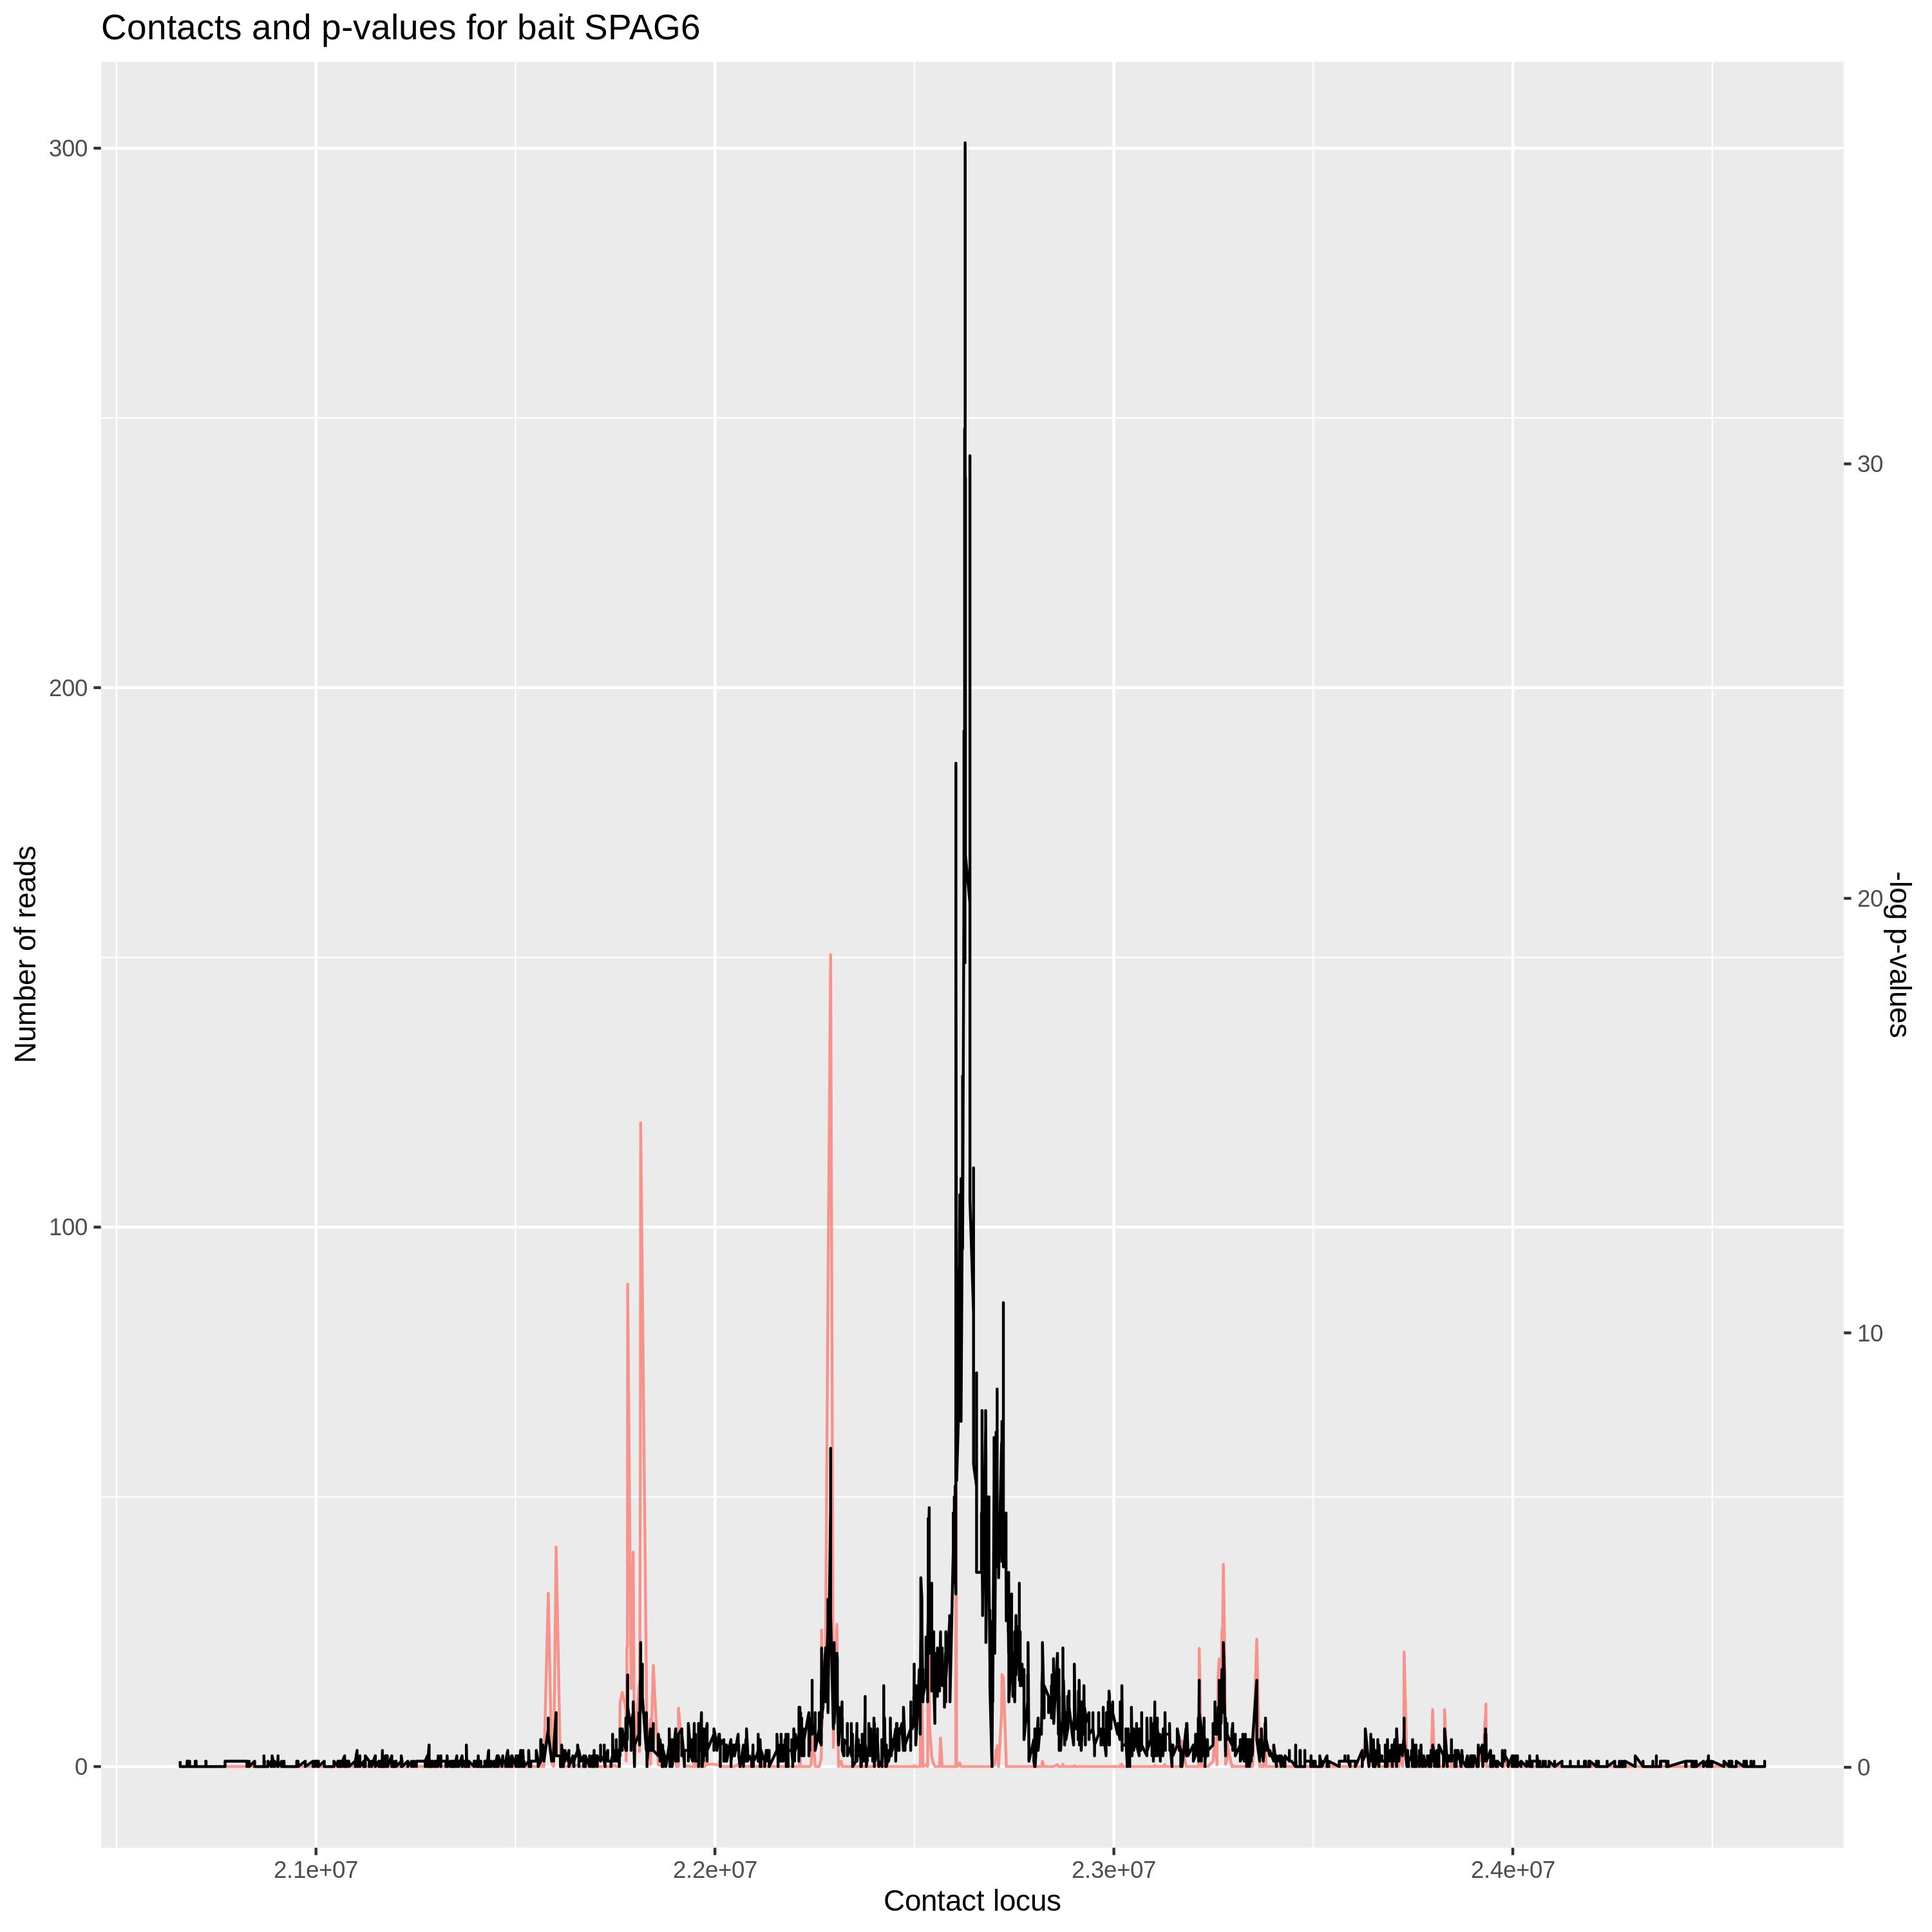 Contacts and p-values for bait SPAG6
Number of reads
300
200
100
0
30
20
10
0
-log p-values
2.1e+07 2.2e+07 2.3e+07 2.4e+07
Contact locus